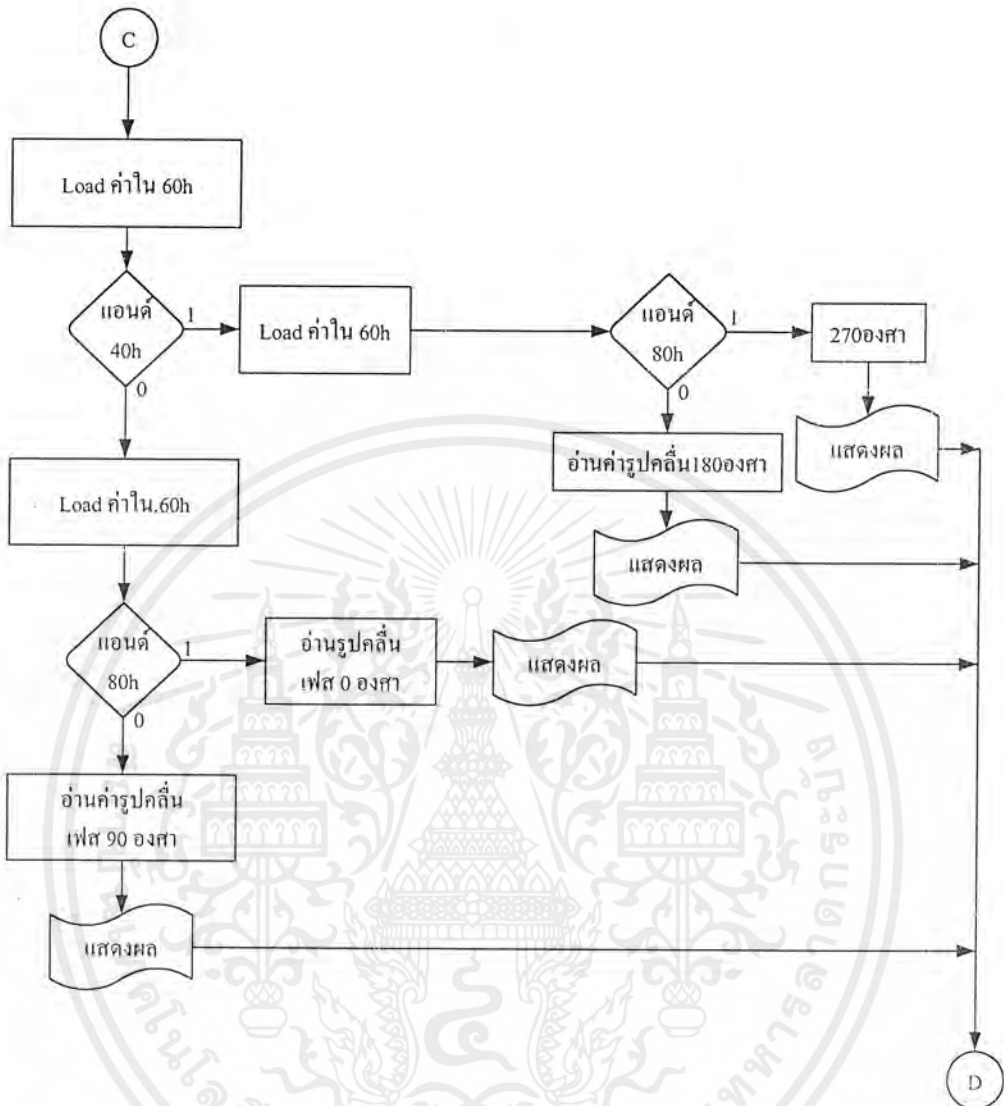 C
Load ค่าใน 60h
แอนด์
40h
1
0
Load ค่าใน 60h
แอนด์
80h
1
0
270องศา
แสดงผล
อ่านค่ารูปคลื่น180องศา
แสดงผล
Load ค่าใน.60h
แอนด์
80h
1
0
อ่านรูปคลื่น
เฟส 0 องศา
แสดงผล
อ่านค่ารูปคลื่น
เฟส 90 องศา
แสดงผล
D